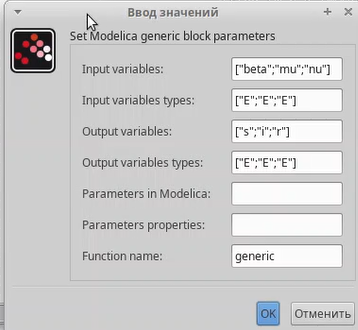 Ввод значений
Set Modelica generic block parameters
Input variables: ["beta";"mu";"nu"]
Input variables types: ["E";"E";"E"]
Output variables: ["s";"i";"r"]
Output variables types: ["E";"E";"E"]
Parameters in Modelica:
Parameters properties:
Function name: generic
OK Отменить